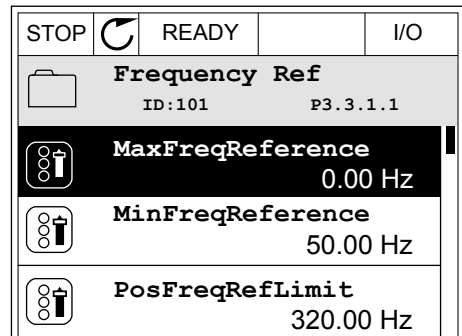 STOP READY I/O
Frequency Ref
ID:101 P3.3.1.1
MaxFreqReference
0.00 Hz
MinFreqReference
50.00 Hz
PosFreqRefLimit
320.00 Hz